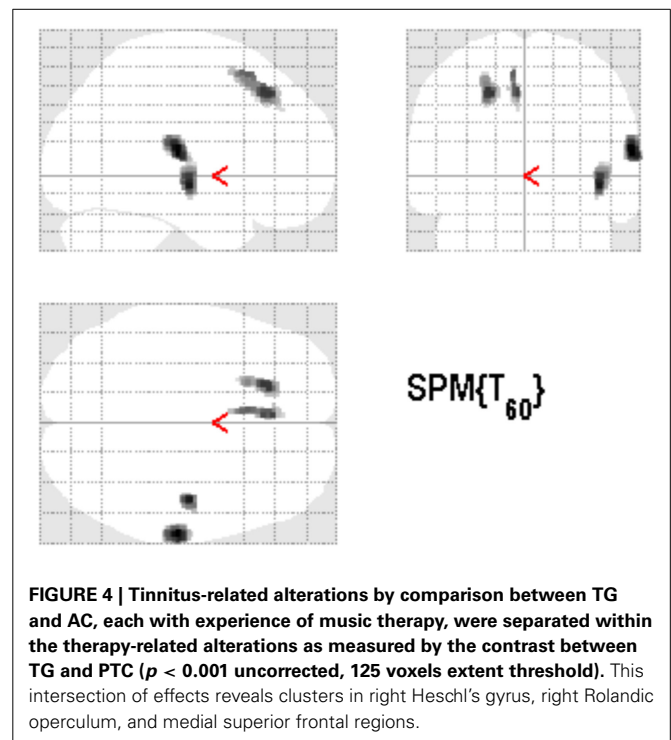 SPM{T60}
FIGURE 4 | Tinnitus-related alterations by comparison between TG
and AC, each with experience of music therapy, were separated within
the therapy-related alterations as measured by the contrast between
TG and PTC (p < 0.001 uncorrected, 125 voxels extent threshold). This
intersection of effects reveals clusters in right Heschl's gyrus, right Rolandic
operculum, and medial superior frontal regions.